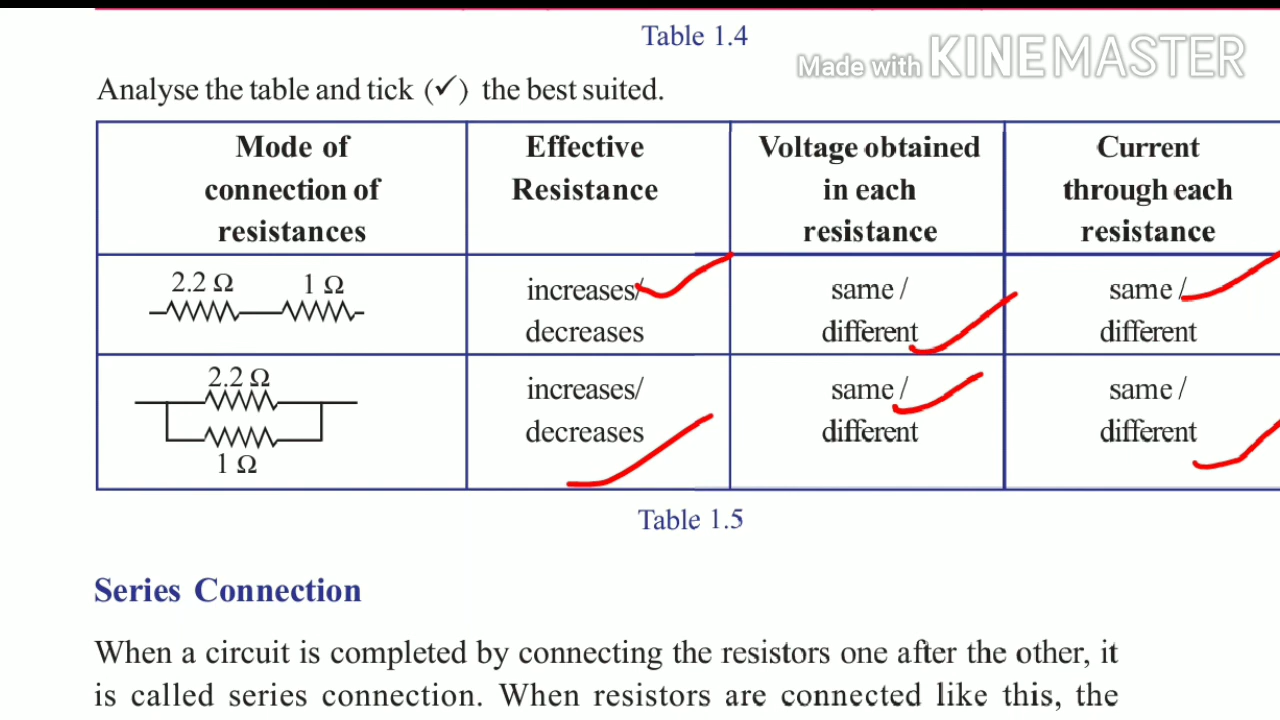 Table 1.4
Made with KINEMASTER
Analyse the table and tick (✓) the best suited.
Mode of connection of resistances
Effective Resistance
Voltage obtained in each resistance
Current through each resistance
2.2 Ω 1 Ω
increases/
decreases
same /
different
same /
different
2.2 Ω
1 Ω
increases/
decreases
same /
different
same /
different
Table 1.5
Series Connection
When a circuit is completed by connecting the resistors one after the other, it
is called series connection. When resistors are connected like this, the